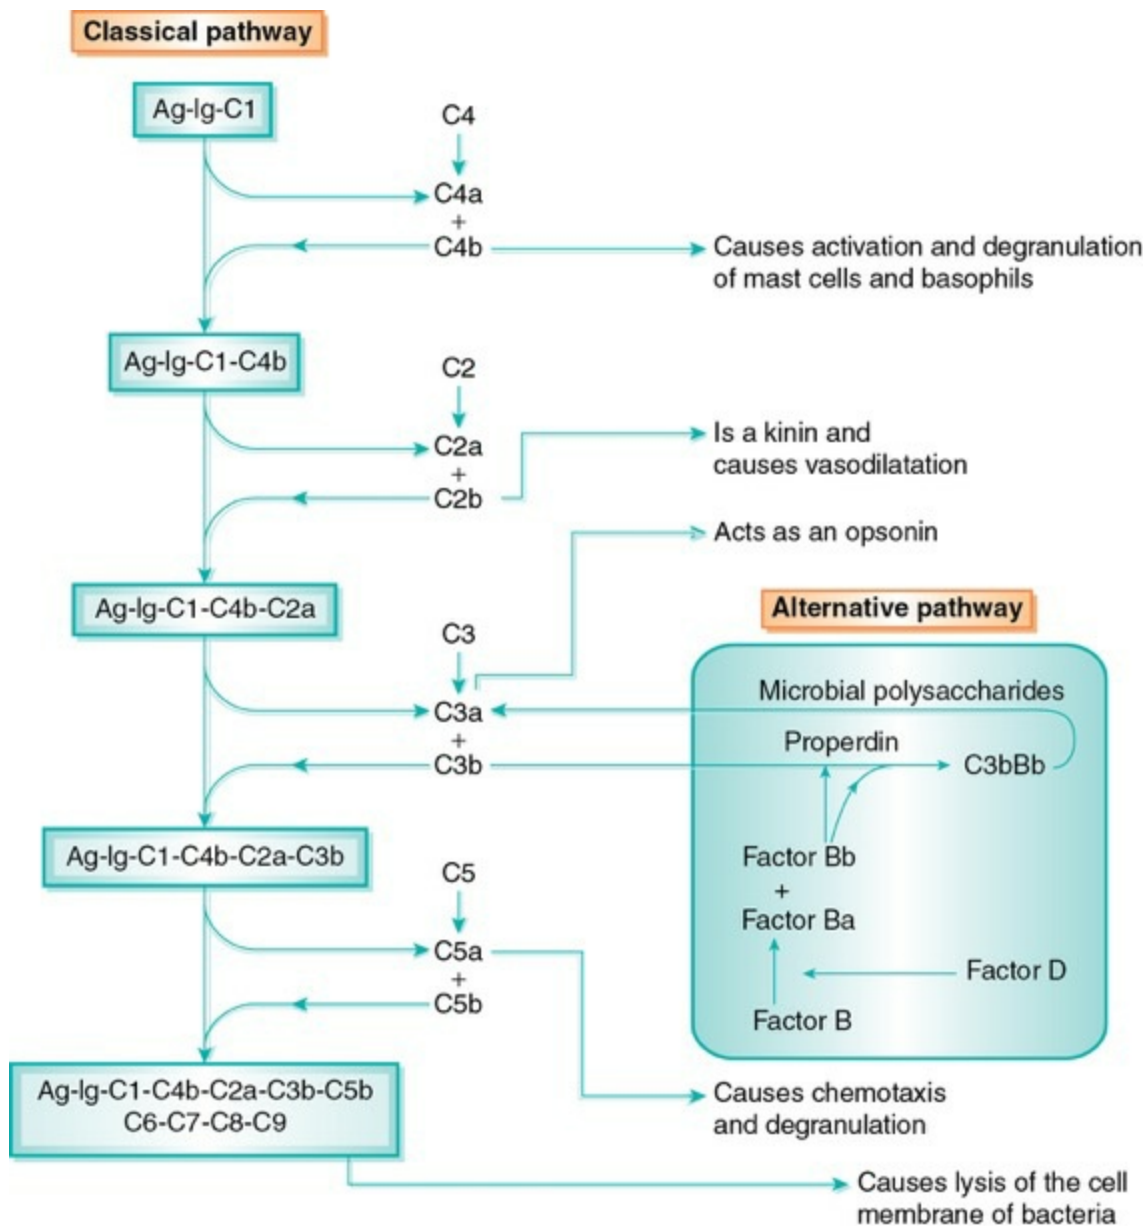 Classical pathway
Ag-Ig-C1
C4
C4a
+
C4b
Causes activation and degranulation
of mast cells and basophils
Ag-Ig-C1-C4b
C2
C2a
+
C2b
Is a kinin and
causes vasodilatation
Acts as an opsonin
Ag-Ig-C1-C4b-C2a
C3
C3a
+
C3b
Alternative pathway
Microbial polysaccharides
Properdin
C3bBb
Factor Bb
+
Factor Ba
Factor D
Factor B
Ag-Ig-C1-C4b-C2a-C3b
C5
C5a
+
C5b
Ag-Ig-C1-C4b-C2a-C3b-C5b
C6-C7-C8-C9
Causes chemotaxis
and degranulation
Causes lysis of the cell
membrane of bacteria